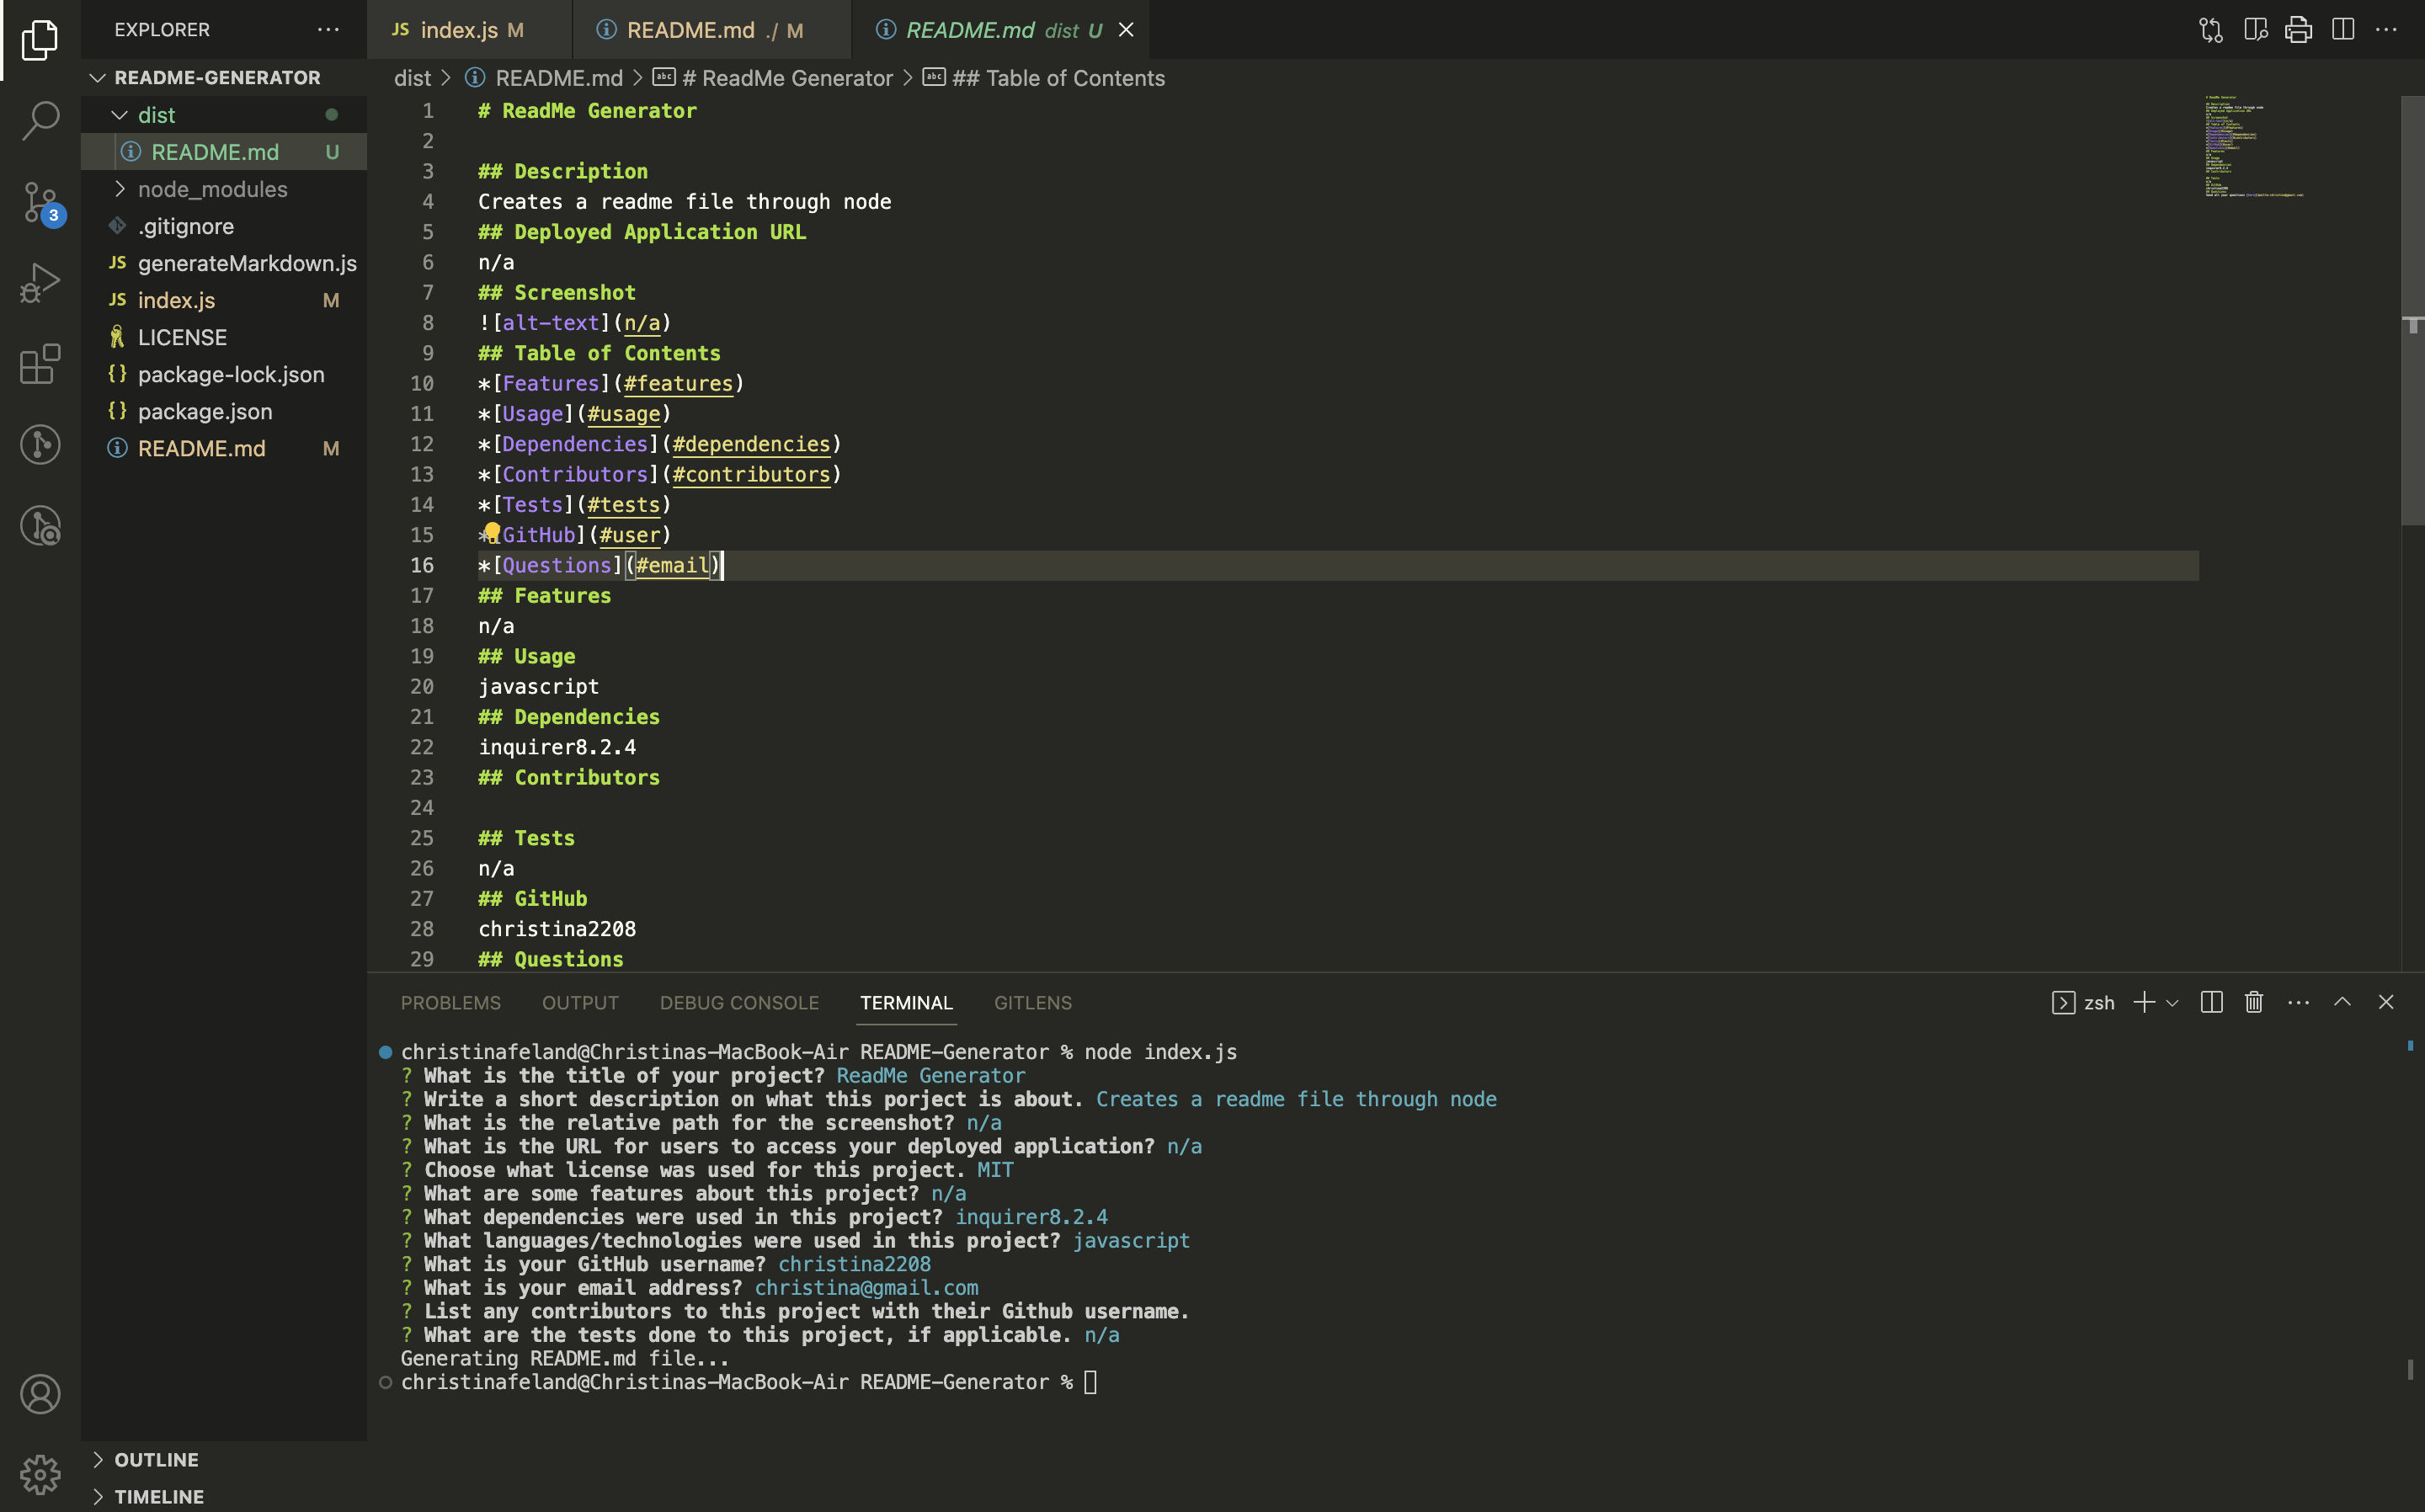 EXPLORER
README-GENERATOR
dist
README.md U
node_modules
.gitignore
JS generateMarkdown.js
JS index.js M
LICENSE
{} package-lock.json
{} package.json
README.md M
OUTLINE
TIMELINE
3
JS index.js M
README.md ./ M
README.md dist U
dist > README.md > # ReadMe Generator > ## Table of Contents
1 # ReadMe Generator
2
3 ## Description
4 Creates a readme file through node
5 ## Deployed Application URL
6 n/a
7 ## Screenshot
8 ![alt-text](n/a)
9 ## Table of Contents
10 *[Features](#features)
11 *[Usage](#usage)
12 *[Dependencies](#dependencies)
13 *[Contributors](#contributors)
14 *[Tests](#tests)
15 *[GitHub](#user)
16 *[Questions](#email)
17 ## Features
18 n/a
19 ## Usage
20 javascript
21 ## Dependencies
22 inquirer8.2.4
23 ## Contributors
24
25 ## Tests
26 n/a
27 ## GitHub
28 christina2208
29 ## Questions
PROBLEMS OUTPUT DEBUG CONSOLE TERMINAL GITLENS
zsh
christinafeland@Christinas-MacBook-Air README-Generator % node index.js
? What is the title of your project? ReadMe Generator
? Write a short description on what this porject is about. Creates a readme file through node
? What is the relative path for the screenshot? n/a
? What is the URL for users to access your deployed application? n/a
? Choose what license was used for this project. MIT
? What are some features about this project? n/a
? What dependencies were used in this project? inquirer8.2.4
? What languages/technologies were used in this project? javascript
? What is your GitHub username? christina2208
? What is your email address? christina@gmail.com
? List any contributors to this project with their Github username.
? What are the tests done to this project, if applicable. n/a
Generating README.md file...
christinafeland@Christinas-MacBook-Air README-Generator %